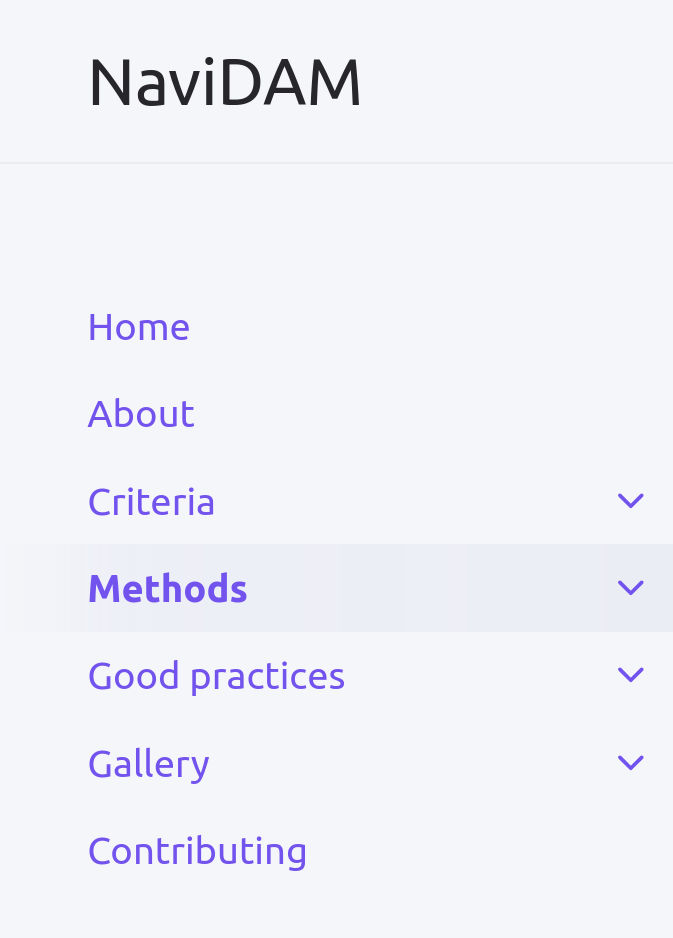 NaviDAM
Home
About
Criteria
Methods
Good practices
Gallery
Contributing